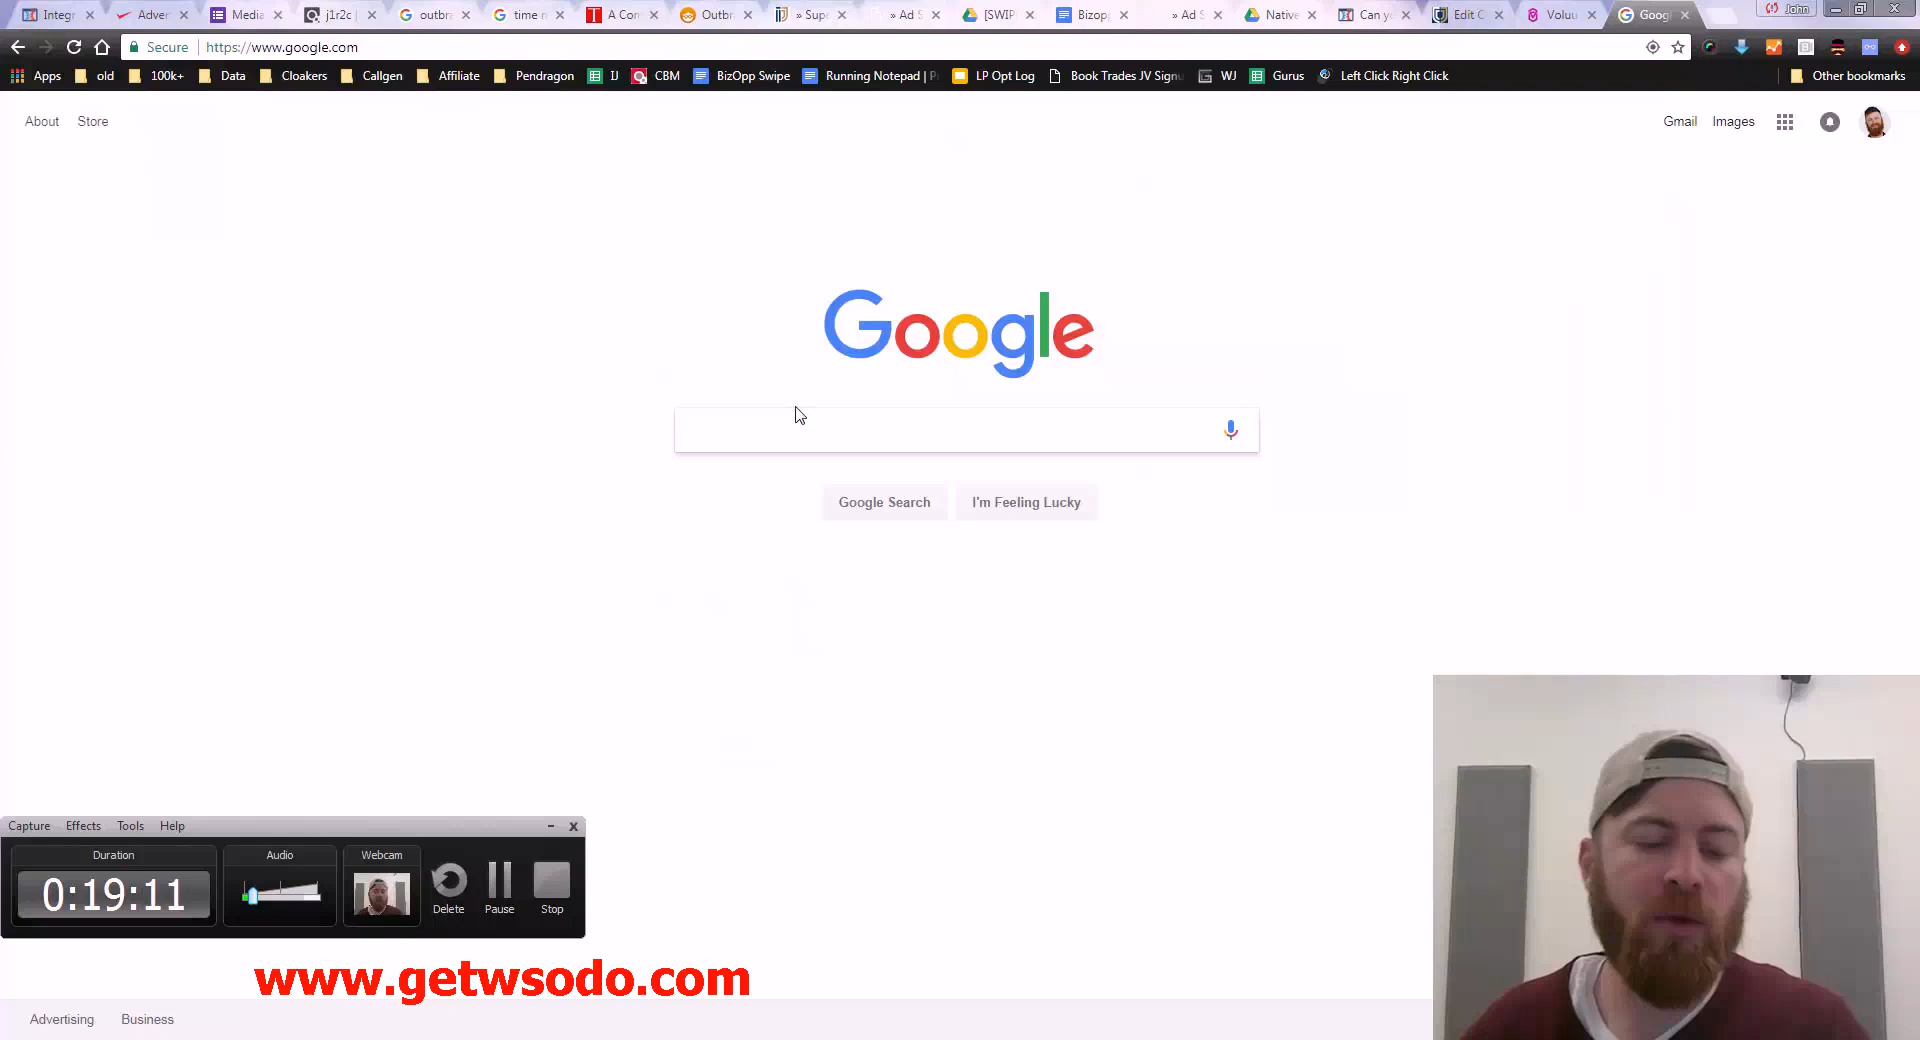 Integr
Adver
Media
j1r2c
outbra
time n
A Con
Outbr
» Supe
» Ad S
[SWIP
Bizop
» Ad S
Native
Can y
Edit C
Volu
Googl
John
Secure https://www.google.com
Apps old 100k+ Data Cloakers Callgen Affiliate Pendragon IJ CBM BizOpp Swipe Running Notepad | P LP Opt Log Book Trades JV Signu WJ Gurus Left Click Right Click Other bookmarks
About Store Gmail Images
Google
Google Search I'm Feeling Lucky
Capture Effects Tools Help
Duration Audio Webcam
0:19:11
Delete Pause Stop
www.getwsodo.com
Advertising Business